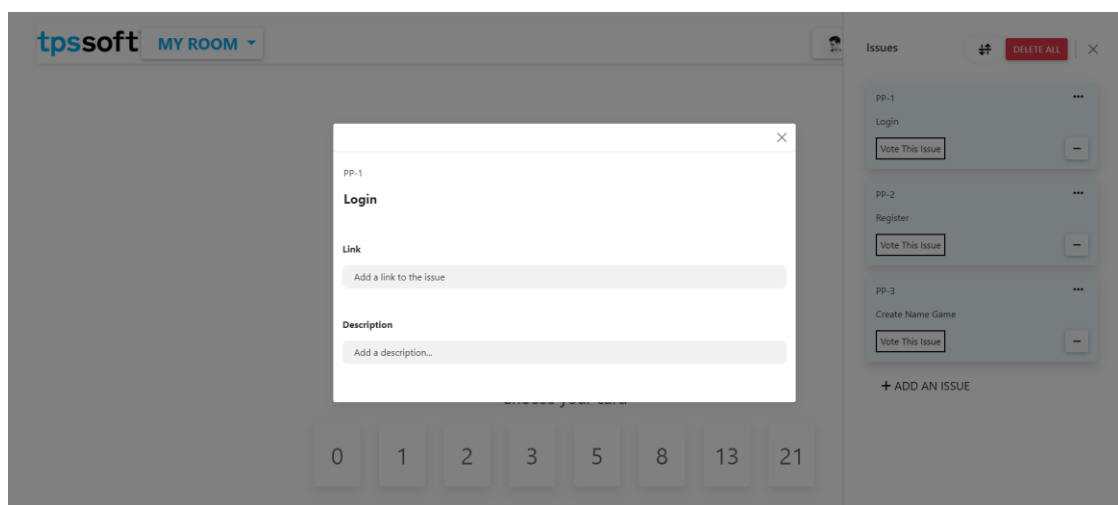 tpssoft MY ROOM
Issues DELETE ALL
PP-1
Login
Vote This Issue
PP-2
Register
Vote This Issue
PP-3
Create Name Game
Vote This Issue
+ ADD AN ISSUE
PP-1
Login
Link
Add a link to the issue
Description
Add a description...
0 1 2 3 5 8 13 21